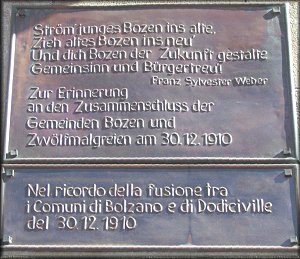 Ström' junges Bozen ins alte,
Zieh altes Bozen ins neu'
Und dich Bozen der Zukunft gestalte
Gemeinsinn und Bürgertreu!
Franz Sylvester Weber
Zur Erinnerung
an den Zusammenschluss der
Gemeinden Bozen und
Zwölfmalgreien am 30.12.1910
Nel ricordo della fusione tra
i Comuni di Bolzano e di Dodiciville
del 30.12.1910